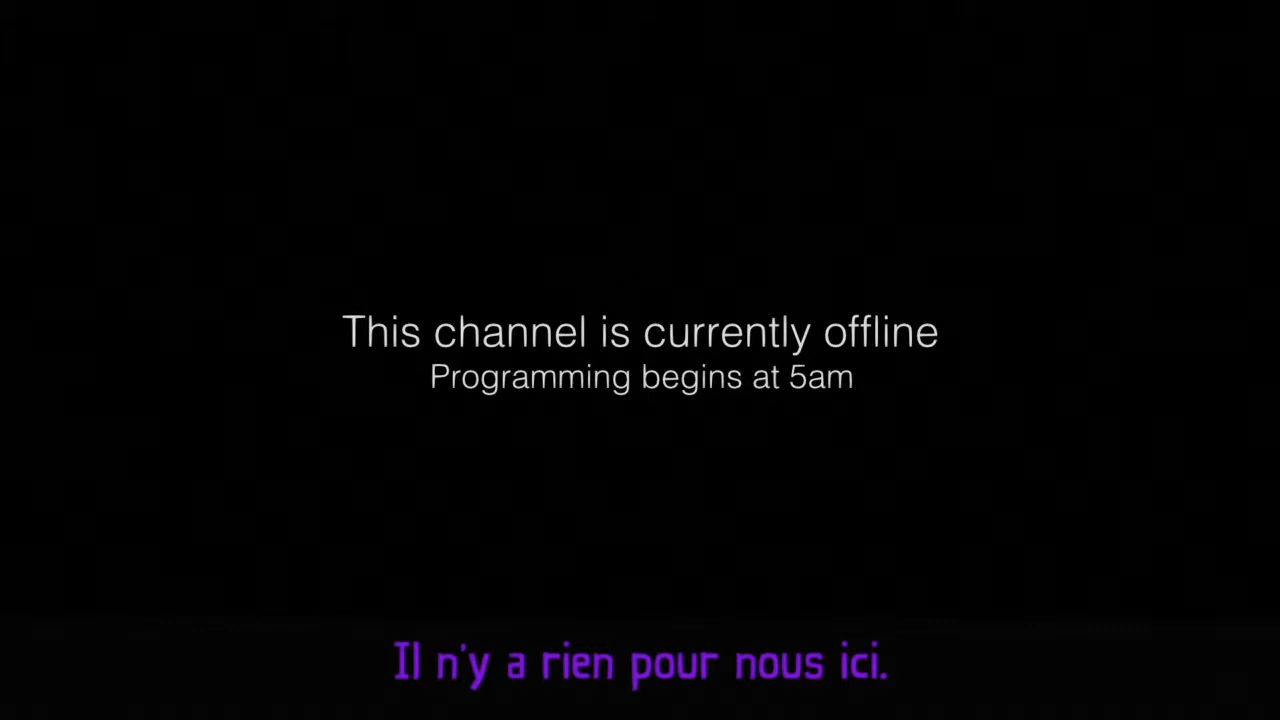 This channel is currently offline
Programming begins at 5am
Il n'y a rien pour nous ici.